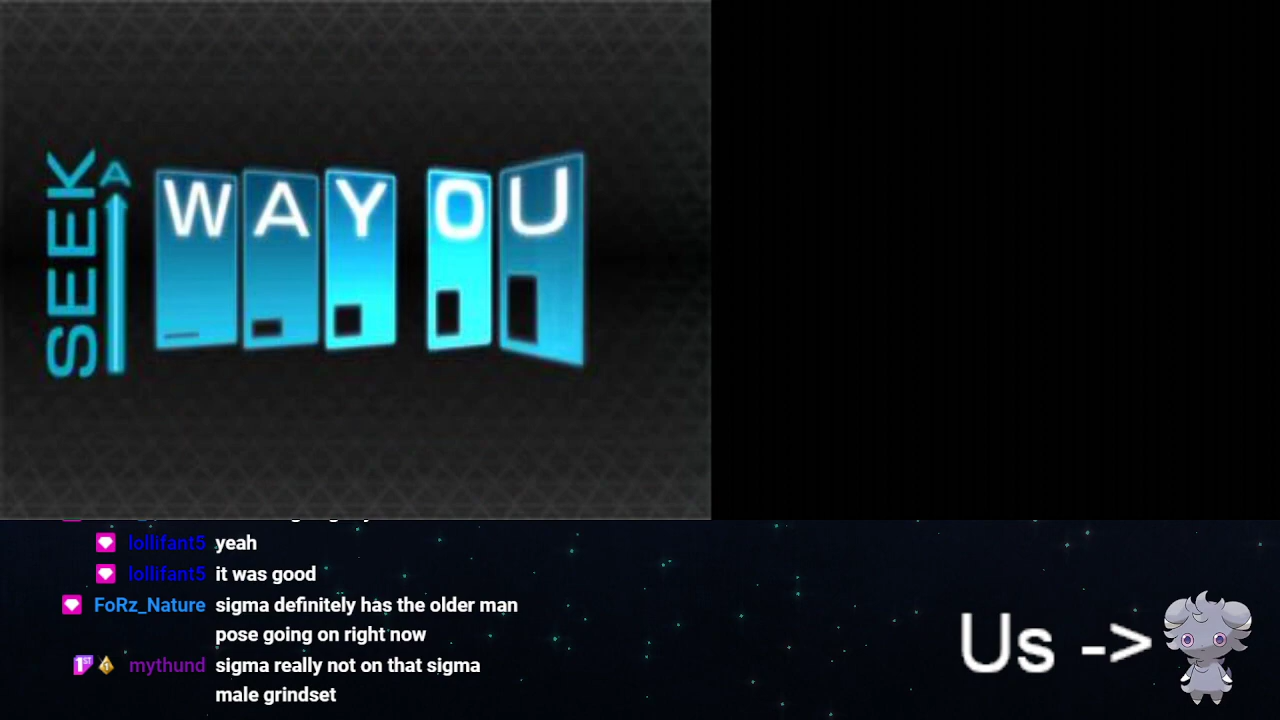 SEEK
A
WAY OU
lollifant5 yeah
lollifant5 it was good
FoRz_Nature sigma definitely has the older man
pose going on right now
1ST mythund sigma really not on that sigma
male grindset
Us ->